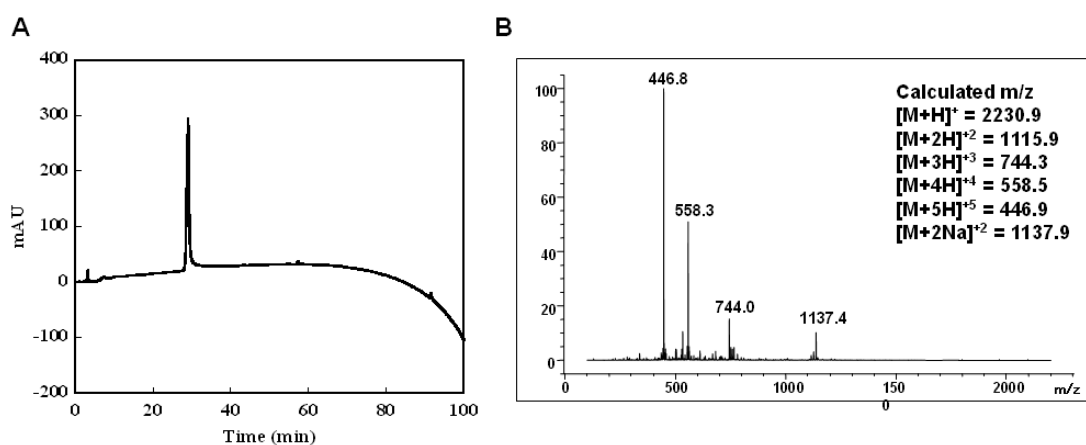 A
400
300
200
100
0
-100
-200
mAU
0 20 40 60 80 100
Time (min)
B
100
80
60
40
20
0
446.8
558.3
744.0
1137.4
Calculated m/z
[M+H]⁺ = 2230.9
[M+2H]⁺² = 1115.9
[M+3H]⁺³ = 744.3
[M+4H]⁺⁴ = 558.5
[M+5H]⁺⁵ = 446.9
[M+2Na]⁺² = 1137.9
0 500 1000 2000 m/z
0